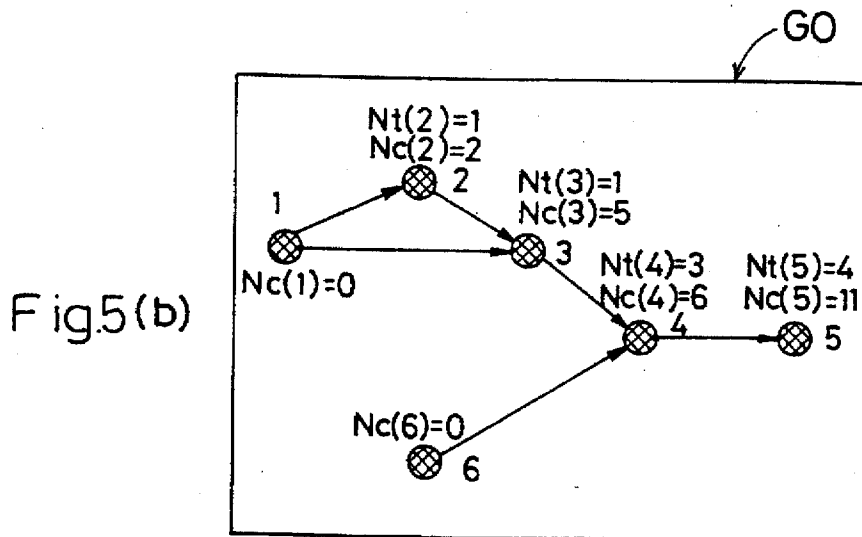 GO
Nt(2)=1
Nc(2)=2
2
1
Nt(3)=1
Nc(3)=5
3
Nc(1)=0
Nt(4)=3
Nc(4)=6
4
Nt(5)=4
Nc(5)=11
5
Fig.5(b)
Nc(6)=0
6